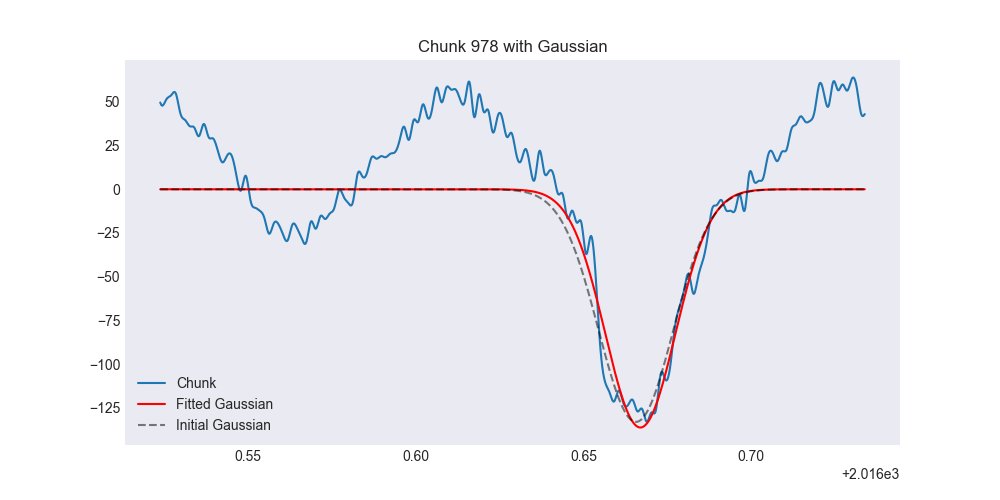 Chunk 978 with Gaussian
50
25
0
−25
−50
−75
−100
−125
Chunk
Fitted Gaussian
Initial Gaussian
0.55 0.60 0.65 0.70
+2.016e3